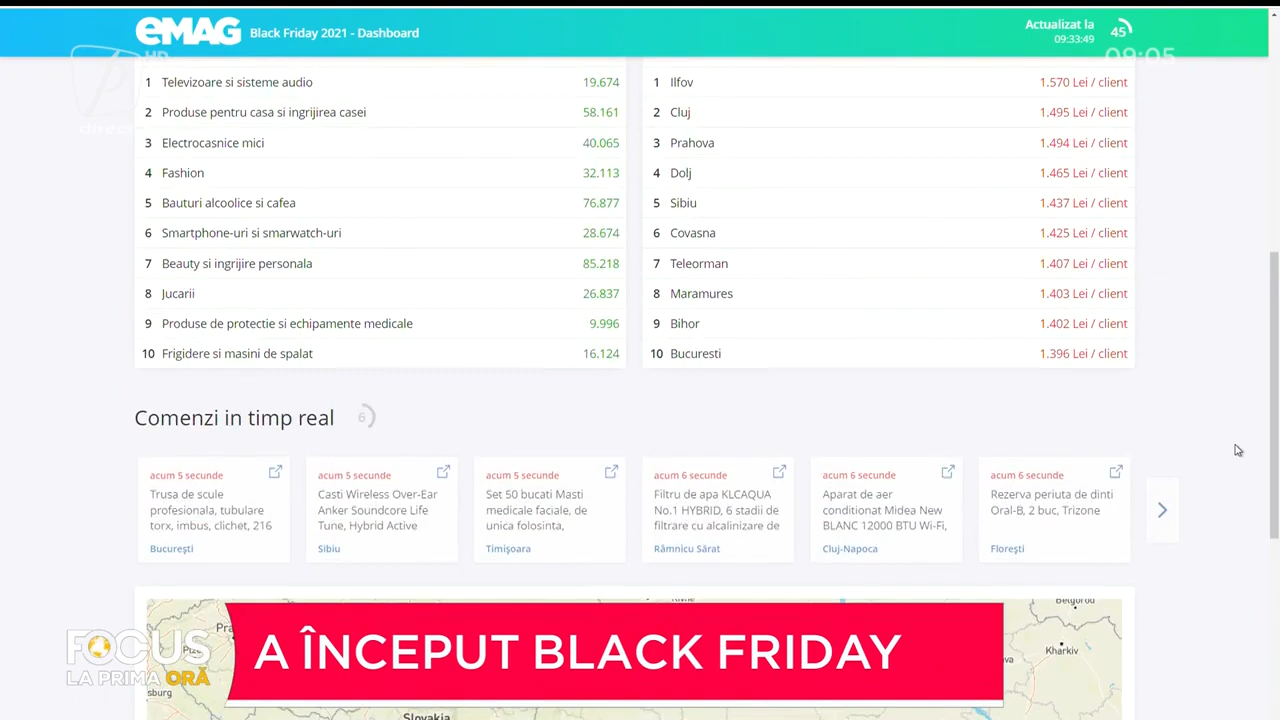 eMAG Black Friday 2021 - Dashboard
Actualizat la
09:33:49
45
HD
09:05
direct
1 Televizoare si sisteme audio 19.674
2 Produse pentru casa si ingrijirea casei 58.161
3 Electrocasnice mici 40.065
4 Fashion 32.113
5 Bauturi alcoolice si cafea 76.877
6 Smartphone-uri si smarwatch-uri 28.674
7 Beauty si ingrijire personala 85.218
8 Jucarii 26.837
9 Produse de protectie si echipamente medicale 9.996
10 Frigidere si masini de spalat 16.124
1 Ilfov 1.570 Lei / client
2 Cluj 1.495 Lei / client
3 Prahova 1.494 Lei / client
4 Dolj 1.465 Lei / client
5 Sibiu 1.437 Lei / client
6 Covasna 1.425 Lei / client
7 Teleorman 1.407 Lei / client
8 Maramures 1.403 Lei / client
9 Bihor 1.402 Lei / client
10 Bucuresti 1.396 Lei / client
Comenzi in timp real 6
acum 5 secunde
Trusa de scule
profesionala, tubulare
torx, imbus, clichet, 216
București
acum 5 secunde
Casti Wireless Over-Ear
Anker Soundcore Life
Tune, Hybrid Active
Sibiu
acum 5 secunde
Set 50 bucati Masti
medicale faciale, de
unica folosinta,
Timișoara
acum 6 secunde
Filtru de apa KLCAQUA
No.1 HYBRID, 6 stadii de
filtrare cu alcalinizare de
Râmnicu Sărat
acum 6 secunde
Aparat de aer
conditionat Midea New
BLANC 12000 BTU Wi-Fi,
Cluj-Napoca
acum 6 secunde
Rezerva periuta de dinti
Oral-B, 2 buc, Trizone
Florești
Belgorod
Kharkiv
Slovakia
FOCUS
LA PRIMA ORĂ
A ÎNCEPUT BLACK FRIDAY